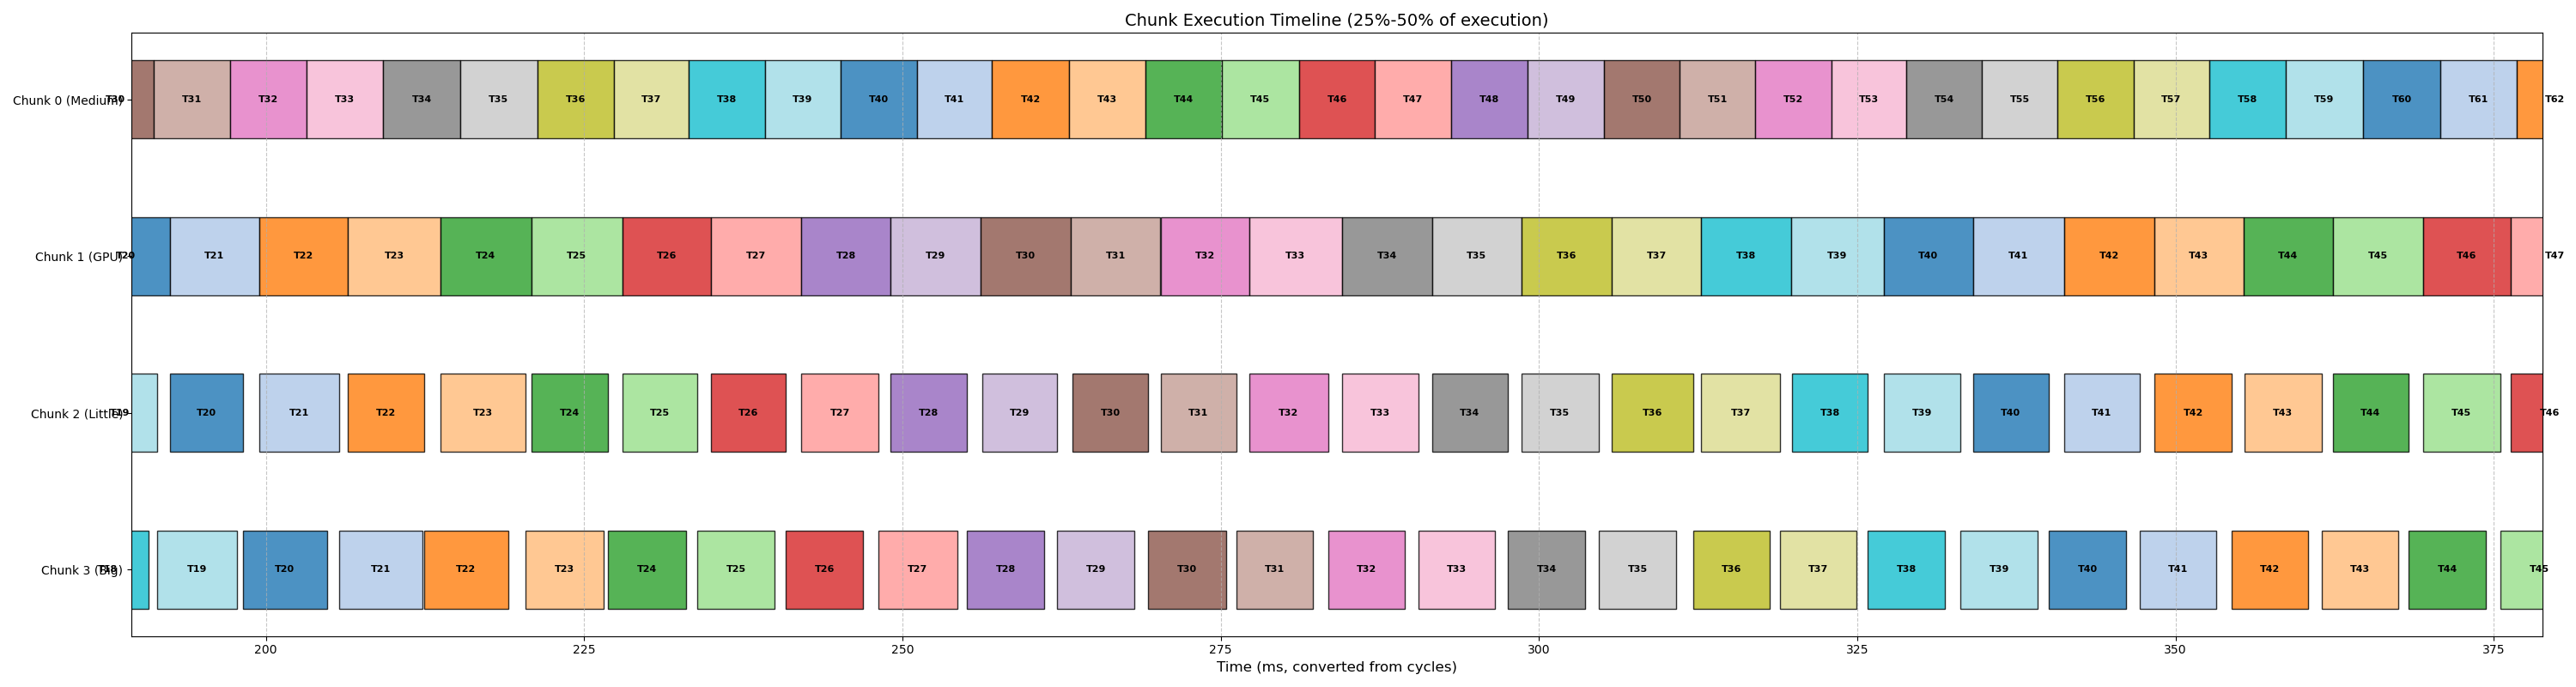 Chunk Execution Timeline (25%-50% of execution)
Chunk 0 (Medium) T30 T31 T32 T33 T34 T35 T36 T37 T38 T39 T40 T41 T42 T43 T44 T45 T46 T47 T48 T49 T50 T51 T52 T53 T54 T55 T56 T57 T58 T59 T60 T61 T62
Chunk 1 (GPU) T20 T21 T22 T23 T24 T25 T26 T27 T28 T29 T30 T31 T32 T33 T34 T35 T36 T37 T38 T39 T40 T41 T42 T43 T44 T45 T46 T47
Chunk 2 (Little) T19 T20 T21 T22 T23 T24 T25 T26 T27 T28 T29 T30 T31 T32 T33 T34 T35 T36 T37 T38 T39 T40 T41 T42 T43 T44 T45 T46
Chunk 3 (Big) T18 T19 T20 T21 T22 T23 T24 T25 T26 T27 T28 T29 T30 T31 T32 T33 T34 T35 T36 T37 T38 T39 T40 T41 T42 T43 T44 T45
200 225 250 275 300 325 350 375
Time (ms, converted from cycles)